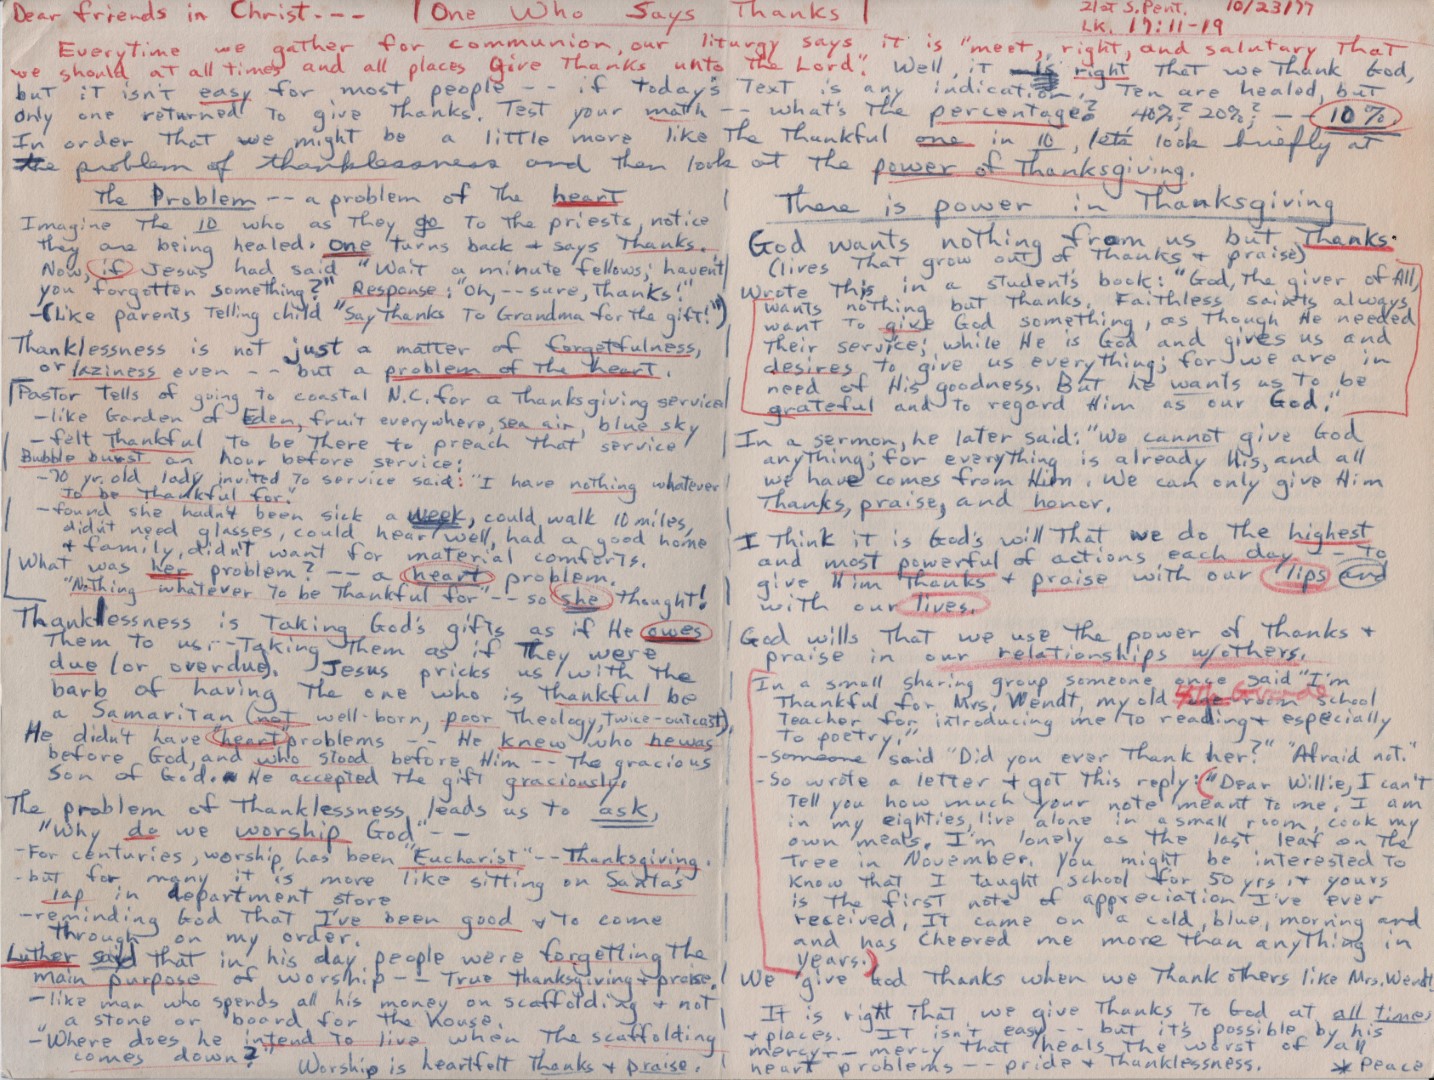 Dear friends in Christ--- One Who Says Thanks
21st S. Pent. 10/23/77
Lk. 17:11-19
Everytime we gather for communion, our liturgy says it is "meet, right, and salutary that
we should at all times and all places give Thanks unto the Lord". Well, it is right that we Thank God,
but it isn't easy for most people -- if today's Text is any indication. Ten are healed, but
only one returned to give Thanks. Test your math -- what's the percentage? 40%? 20%? -- 10%.
In order that we might be a little more like the Thankful one in 10, let's look briefly at
the problem of thanklessness and then look at the power of Thanksgiving.
The Problem -- a problem of the heart
Imagine the 10 who as they go to the priests, notice
they are being healed. One turns back + says Thanks.
Now, if Jesus had said "Wait a minute fellows, haven't
you forgotten something?" Response: "Oh, -- sure, Thanks!"
-(Like parents telling child "Say Thanks to Grandma for the gift!")
Thanklessness is not just a matter of forgetfulness,
or laziness even -- but a problem of the heart.
Pastor tells of going to coastal N.C. for a Thanksgiving service
-like Garden of Eden, fruit everywhere, sea air, blue sky
-felt Thankful to be there to preach that service
Bubble burst an hour before service:
-70 yr. old lady invited to service said: "I have nothing whatever
to be Thankful for."
-found she hadn't been sick a week, could walk 10 miles,
didn't need glasses, could hear well, had a good home
+ family, didn't want for material comforts.
What was her problem? -- a heart problem.
"Nothing whatever to be Thankful for" -- so she thought!
Thanklessness is Taking God's gifts as if He owes
Them to us -- Taking Them as if They were
due (or overdue). Jesus pricks us with the
barb of having the one who is thankful be
a Samaritan (not well-born, poor Theology, twice-outcast).
He didn't have heart problems -- He knew who he was
before God, and who stood before Him -- the gracious
Son of God. He accepted the gift graciously.
The problem of Thanklessness leads us to ask,
"Why do we worship God" --
-For centuries, worship has been "Eucharist" -- Thanksgiving.
-but for many it is more like sitting on Santa's
lap in department store
-reminding God that I've been good + to come
through on my order.
Luther said that in his day people were forgetting the
main purpose of worship -- True Thanksgiving + praise.
-like man who spends all his money on scaffolding + not
a stone or board for the house.
-"Where does he intend to live when the scaffolding
comes down?" Worship is heartfelt Thanks + praise.
There is power in Thanksgiving
God wants nothing from us but Thanks.
(lives that grow out of Thanks + praise)
Wrote this in a student's book: "God, the giver of All,
wants nothing but Thanks. Faithless saints always
want to give God something, as though He needed
their service; while He is God and gives us and
desires to give us everything; for we are in
need of His goodness. But he wants us to be
grateful and to regard Him as our God."
In a sermon, he later said: "We cannot give God
anything; for everything is already His, and all
we have comes from Him. We can only give Him
Thanks, praise, and honor.
I Think it is God's will That we do the highest
and most powerful of actions each day -- to
give Him Thanks + praise with our lips and
with our lives.
God wills That we use the power of Thanks +
praise in our relationships w/others.
In a small sharing group someone once said "I'm
Thankful for Mrs. Wendt, my old 4th Grade school
teacher for introducing me to reading + especially
to poetry."
-Someone said "Did you ever thank her?" "Afraid not."
-So wrote a letter + got this reply: "Dear Willie, I can't
tell you how much your note meant to me. I am
in my eighties, live alone in a small room, cook my
own meals. I'm lonely as the last leaf on the
tree in November. You might be interested to
know that I taught school for 50 yrs. + yours
is the first note of appreciation I've ever
received. It came on a cold, blue, morning and
and has cheered me more than anything in
years."
We give God Thanks when we Thank others like Mrs. Wendt
It is right that we give Thanks to God at all times
+ places. It isn't easy -- but it's possible by his
mercy -- mercy that heals the worst of all
heart problems -- pride + Thanklessness. * Peace